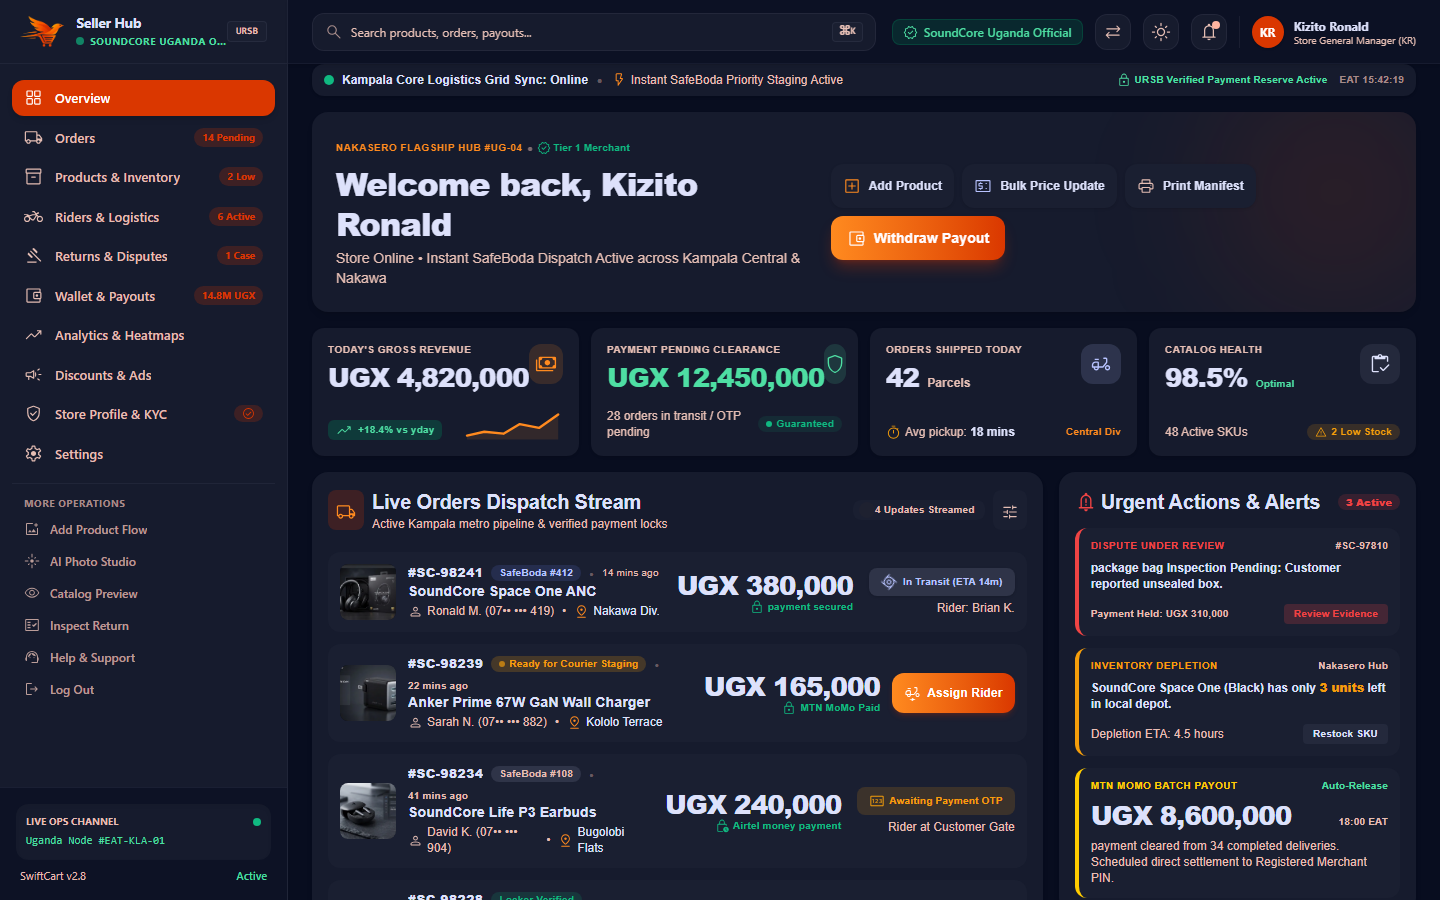 Seller Hub
SOUNDCORE UGANDA O...
URSB
Search products, orders, payouts...
⌘K
SoundCore Uganda Official
KR
Kizito Ronald
Store General Manager (KR)
Overview
Orders
14 Pending
Products & Inventory
2 Low
Riders & Logistics
6 Active
Returns & Disputes
1 Case
Wallet & Payouts
14.8M UGX
Analytics & Heatmaps
Discounts & Ads
Store Profile & KYC
Settings
MORE OPERATIONS
Add Product Flow
AI Photo Studio
Catalog Preview
Inspect Return
Help & Support
Log Out
LIVE OPS CHANNEL
Uganda Node #EAT-KLA-01
SwiftCart v2.8
Active
Kampala Core Logistics Grid Sync: Online • Instant SafeBoda Priority Staging Active
URSB Verified Payment Reserve Active
EAT 15:42:19
NAKASERO FLAGSHIP HUB #UG-04 • Tier 1 Merchant
Welcome back, Kizito
Ronald
Store Online • Instant SafeBoda Dispatch Active across Kampala Central &
Nakawa
Add Product
Bulk Price Update
Print Manifest
Withdraw Payout
TODAY'S GROSS REVENUE
UGX 4,820,000
+18.4% vs yday
PAYMENT PENDING CLEARANCE
UGX 12,450,000
28 orders in transit / OTP
pending
Guaranteed
ORDERS SHIPPED TODAY
42 Parcels
Avg pickup: 18 mins
Central Div
CATALOG HEALTH
98.5% Optimal
48 Active SKUs
2 Low Stock
Live Orders Dispatch Stream
Active Kampala metro pipeline & verified payment locks
4 Updates Streamed
#SC-98241
SafeBoda #412
• 14 mins ago
SoundCore Space One ANC
Ronald M. (07•• ••• 419) • Nakawa Div.
UGX 380,000
payment secured
In Transit (ETA 14m)
Rider: Brian K.
#SC-98239
Ready for Courier Staging
•
22 mins ago
Anker Prime 67W GaN Wall Charger
Sarah N. (07•• ••• 882) • Kololo Terrace
UGX 165,000
MTN MoMo Paid
Assign Rider
#SC-98234
SafeBoda #108
•
41 mins ago
SoundCore Life P3 Earbuds
David K. (07•• •••
904)
•
Bugolobi
Flats
UGX 240,000
Airtel money payment
Awaiting Payment OTP
Rider at Customer Gate
#SC-98228
Locker Verified
Urgent Actions & Alerts
3 Active
DISPUTE UNDER REVIEW
#SC-97810
package bag Inspection Pending: Customer
reported unsealed box.
Payment Held: UGX 310,000
Review Evidence
INVENTORY DEPLETION
Nakasero Hub
SoundCore Space One (Black) has only 3 units left
in local depot.
Depletion ETA: 4.5 hours
Restock SKU
MTN MOMO BATCH PAYOUT
Auto-Release
UGX 8,600,000
18:00 EAT
payment cleared from 34 completed deliveries.
Scheduled direct settlement to Registered Merchant
PIN.